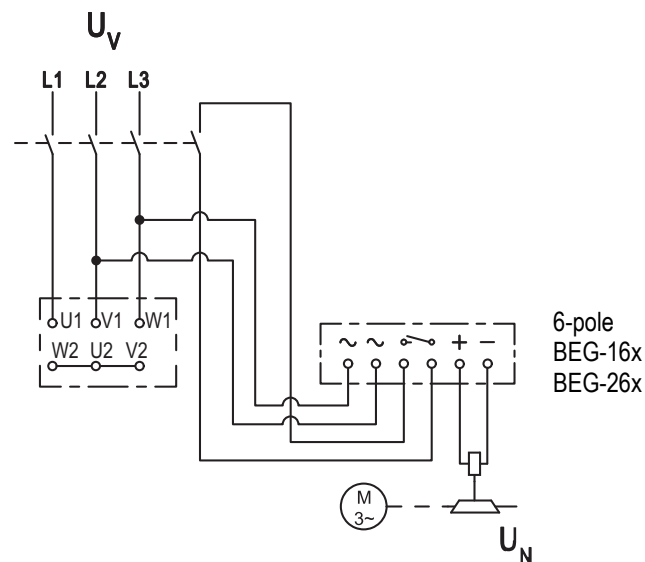 U_V
L1 L2 L3
U1 V1 W1
W2 U2 V2
∼ ∼ + −
6-pole
BEG-16x
BEG-26x
M
3~
U_N